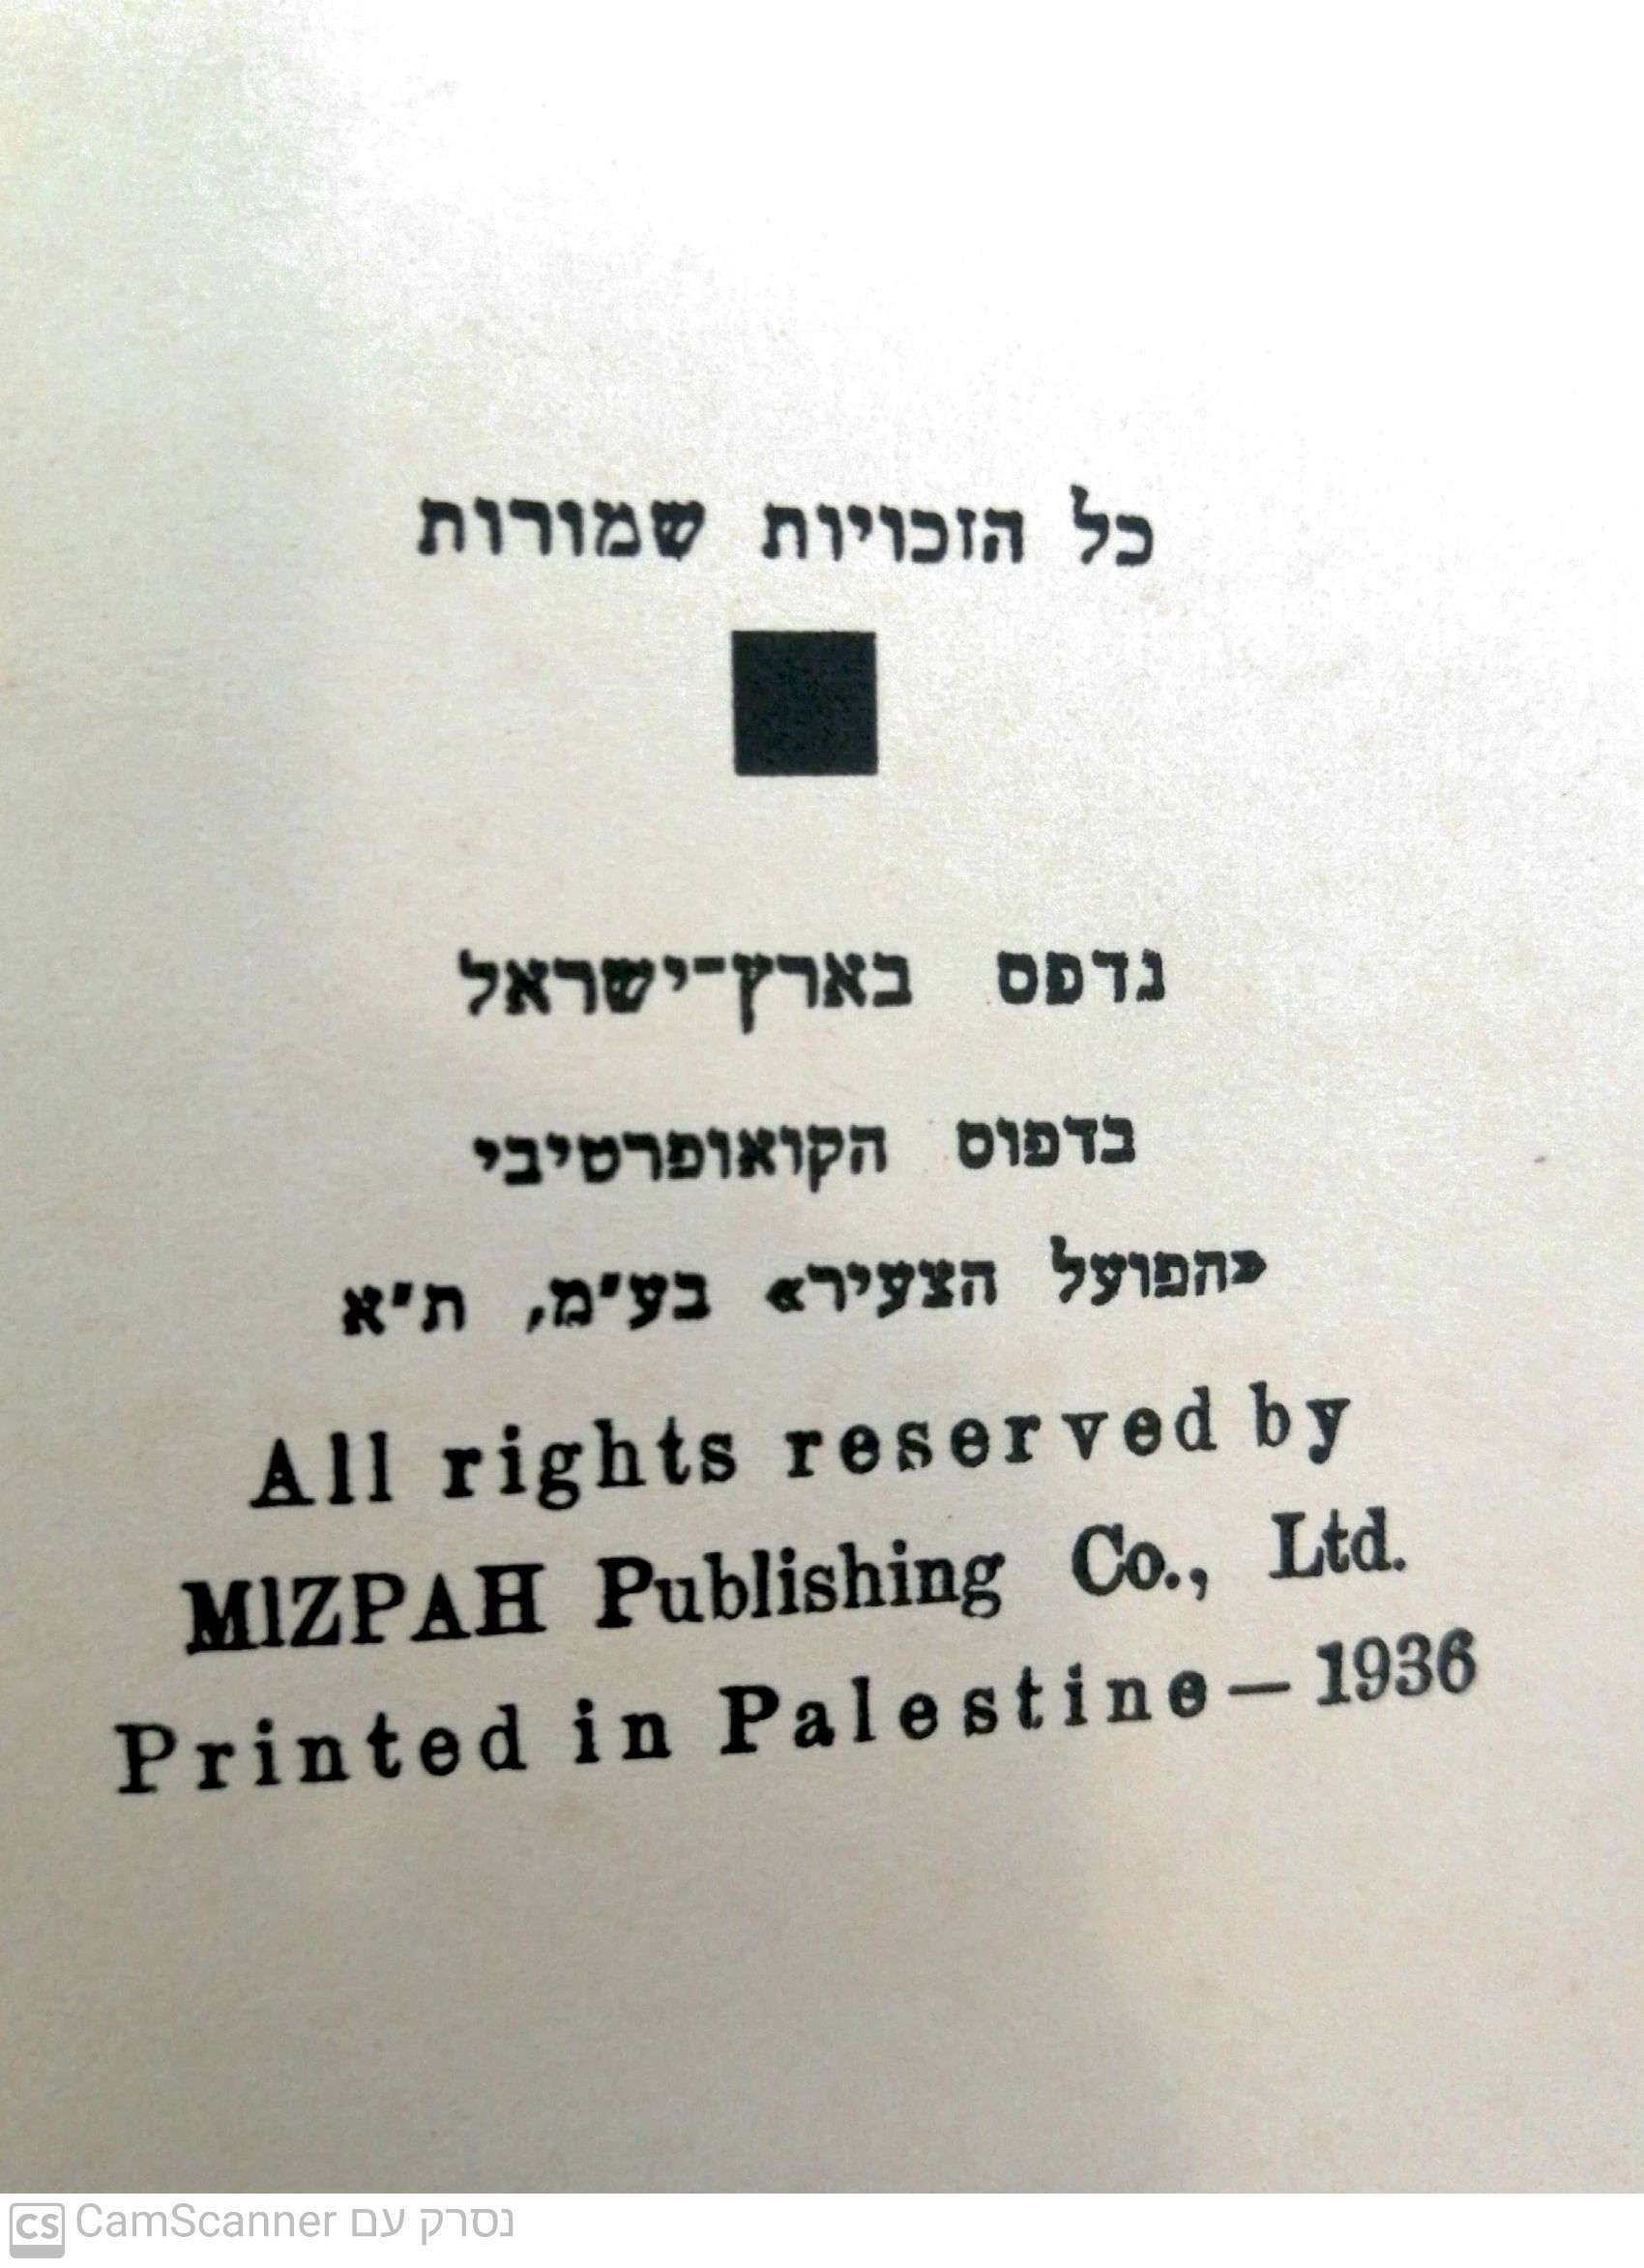 כל הזכויות שמורות
נדפס בארץ־ישראל
בדפוס הקואופרטיבי
«הפועל הצעיר» בע"מ, ת"א
All rights reserved by
MIZPAH Publishing Co., Ltd.
Printed in Palestine — 1936
CS CamScanner נסרק עם